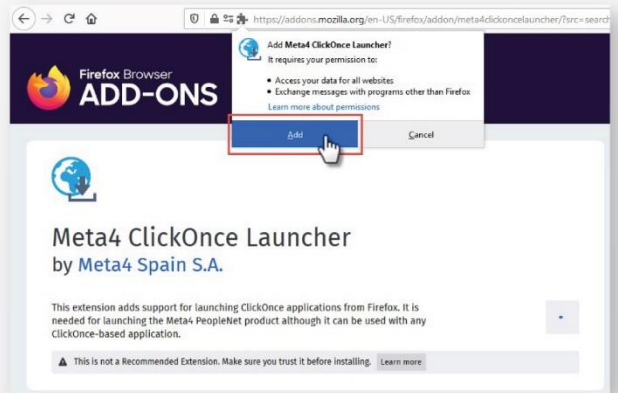 https://addons.mozilla.org/en-US/firefox/addon/meta4clickoncelauncher/?src=search
Add Meta4 ClickOnce Launcher?
It requires your permission to:
• Access your data for all websites
• Exchange messages with programs other than Firefox
Learn more about permissions
Add
Cancel
Firefox Browser
ADD-ONS
Meta4 ClickOnce Launcher
by Meta4 Spain S.A.
This extension adds support for launching ClickOnce applications from Firefox. It is
needed for launching the Meta4 PeopleNet product although it can be used with any
ClickOnce-based application.
This is not a Recommended Extension. Make sure you trust it before installing. Learn more